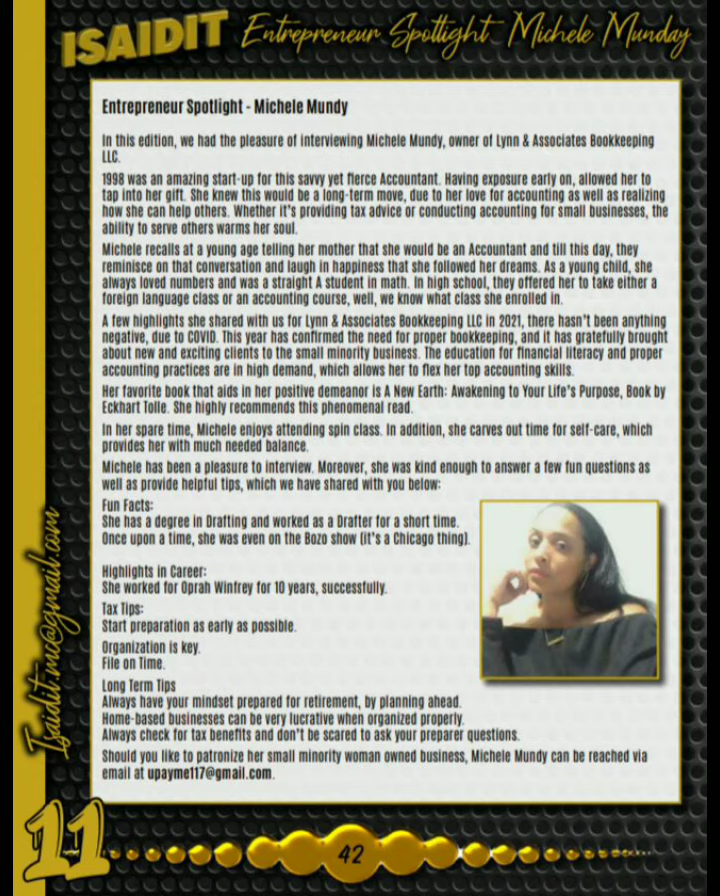 ISAIDIT Entrepreneur Spotlight Michele Munday
Entrepreneur Spotlight - Michele Mundy
In this edition, we had the pleasure of interviewing Michele Mundy, owner of Lynn & Associates Bookkeeping
LLC.
1998 was an amazing start-up for this savvy yet fierce Accountant. Having exposure early on, allowed her to
tap into her gift. She knew this would be a long-term move, due to her love for accounting as well as realizing
how she can help others. Whether it's providing tax advice or conducting accounting for small businesses, the
ability to serve others warms her soul.
Michele recalls at a young age telling her mother that she would be an Accountant and till this day, they
reminisce on that conversation and laugh in happiness that she followed her dreams. As a young child, she
always loved numbers and was a straight A student in math. In high school, they offered her to take either a
foreign language class or an accounting course, well, we know what class she enrolled in.
A few highlights she shared with us for Lynn & Associates Bookkeeping LLC in 2021, there hasn't been anything
negative, due to COVID. This year has confirmed the need for proper bookkeeping, and it has gratefully brought
about new and exciting clients to the small minority business. The education for financial literacy and proper
accounting practices are in high demand, which allows her to flex her top accounting skills.
Her favorite book that aids in her positive demeanor is A New Earth: Awakening to Your Life's Purpose, Book by
Eckhart Tolle. She highly recommends this phenomenal read.
In her spare time, Michele enjoys attending spin class. In addition, she carves out time for self-care, which
provides her with much needed balance.
Michele has been a pleasure to interview. Moreover, she was kind enough to answer a few fun questions as
well as provide helpful tips, which we have shared with you below:
Fun Facts:
She has a degree in Drafting and worked as a Drafter for a short time.
Once upon a time, she was even on the Bozo show (it's a Chicago thing).
Highlights in Career:
She worked for Oprah Winfrey for 10 years, successfully.
Tax Tips:
Start preparation as early as possible.
Organization is key.
File on Time.
Long Term Tips
Always have your mindset prepared for retirement, by planning ahead.
Home-based businesses can be very lucrative when organized properly.
Always check for tax benefits and don't be scared to ask your preparer questions.
Should you like to patronize her small minority woman owned business, Michele Mundy can be reached via
email at upayme117@gmail.com.
Isaidit.mc@gmail.com
11
42